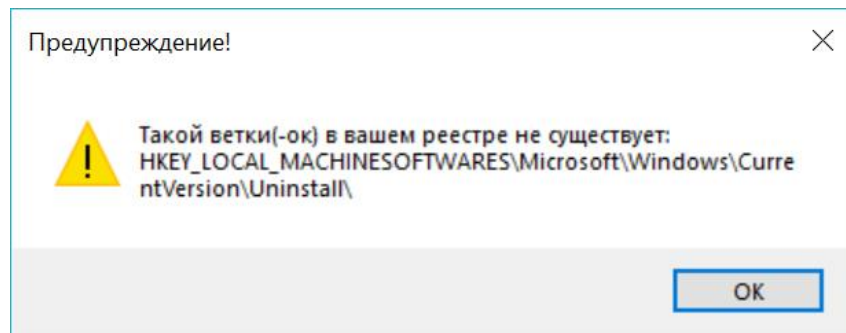 Предупреждение!
Такой ветки(-ок) в вашем реестре не существует:
HKEY_LOCAL_MACHINESOFTWARES\Microsoft\Windows\Curre
ntVersion\Uninstall\
OK